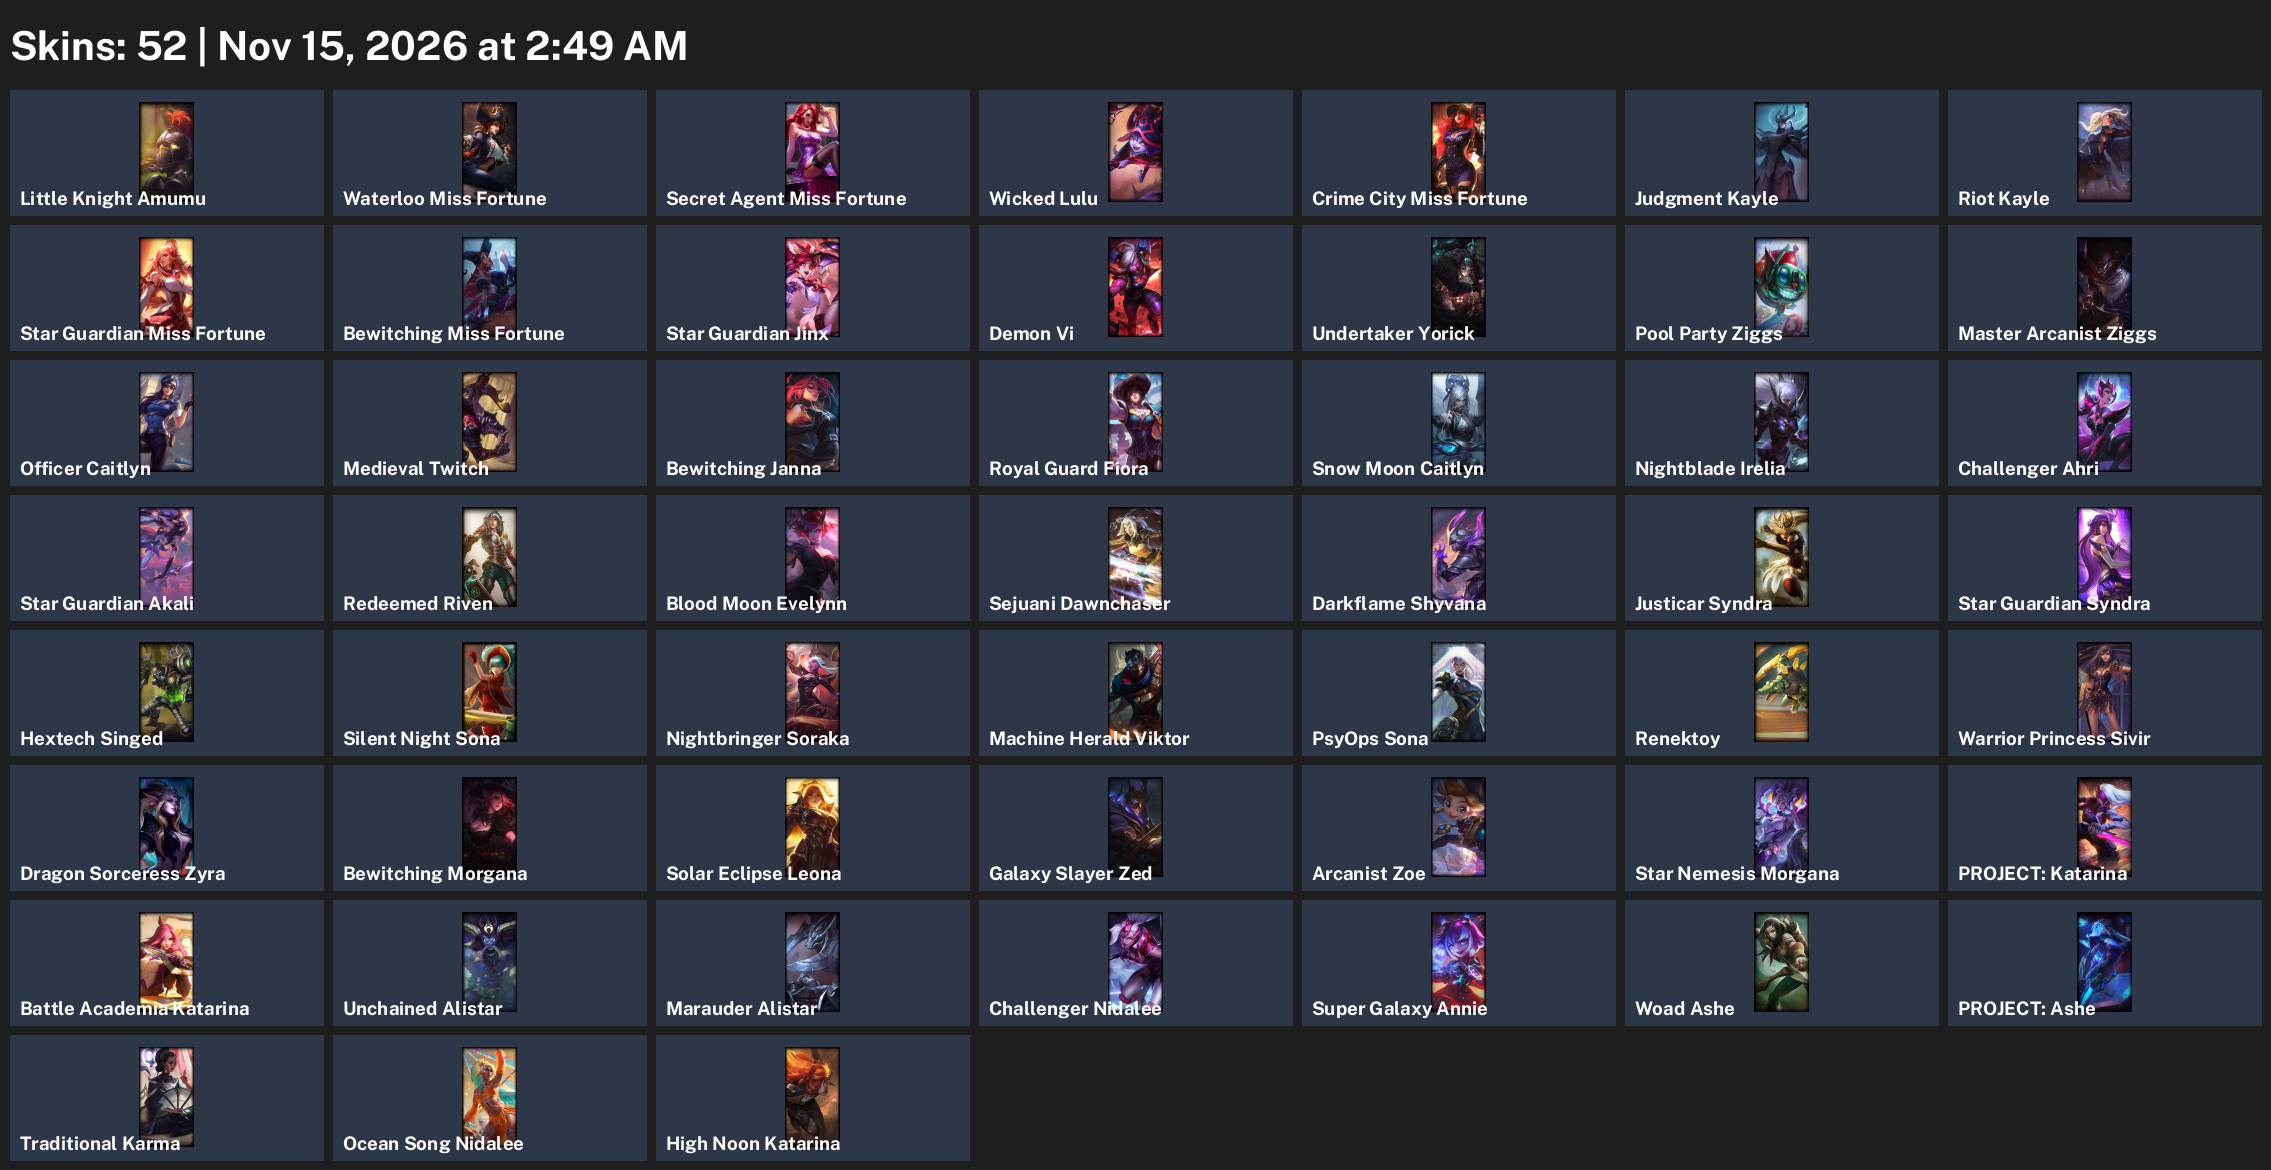 Skins: 52 | Nov 15, 2026 at 2:49 AM
Little Knight Amumu
Waterloo Miss Fortune
Secret Agent Miss Fortune
Wicked Lulu
Crime City Miss Fortune
Judgment Kayle
Riot Kayle
Star Guardian Miss Fortune
Bewitching Miss Fortune
Star Guardian Jinx
Demon Vi
Undertaker Yorick
Pool Party Ziggs
Master Arcanist Ziggs
Officer Caitlyn
Medieval Twitch
Bewitching Janna
Royal Guard Fiora
Snow Moon Caitlyn
Nightblade Irelia
Challenger Ahri
Star Guardian Akali
Redeemed Riven
Blood Moon Evelynn
Sejuani Dawnchaser
Darkflame Shyvana
Justicar Syndra
Star Guardian Syndra
Hextech Singed
Silent Night Sona
Nightbringer Soraka
Machine Herald Viktor
PsyOps Sona
Renektoy
Warrior Princess Sivir
Dragon Sorceress Zyra
Bewitching Morgana
Solar Eclipse Leona
Galaxy Slayer Zed
Arcanist Zoe
Star Nemesis Morgana
PROJECT: Katarina
Battle Academia Katarina
Unchained Alistar
Marauder Alistar
Challenger Nidalee
Super Galaxy Annie
Woad Ashe
PROJECT: Ashe
Traditional Karma
Ocean Song Nidalee
High Noon Katarina